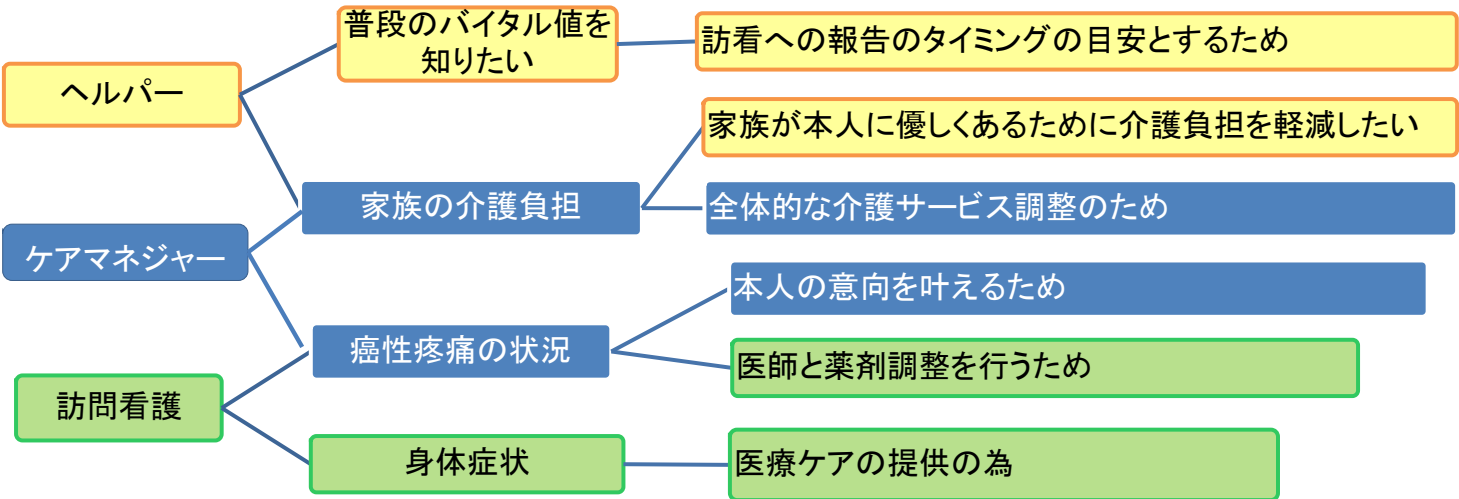 普段のバイタル値を
知りたい
訪看への報告のタイミングの目安とするため
ヘルパー
家族が本人に優しくあるために介護負担を軽減したい
家族の介護負担
全体的な介護サービス調整のため
ケアマネジャー
本人の意向を叶えるため
癌性疼痛の状況
医師と薬剤調整を行うため
訪問看護
身体症状
医療ケアの提供の為